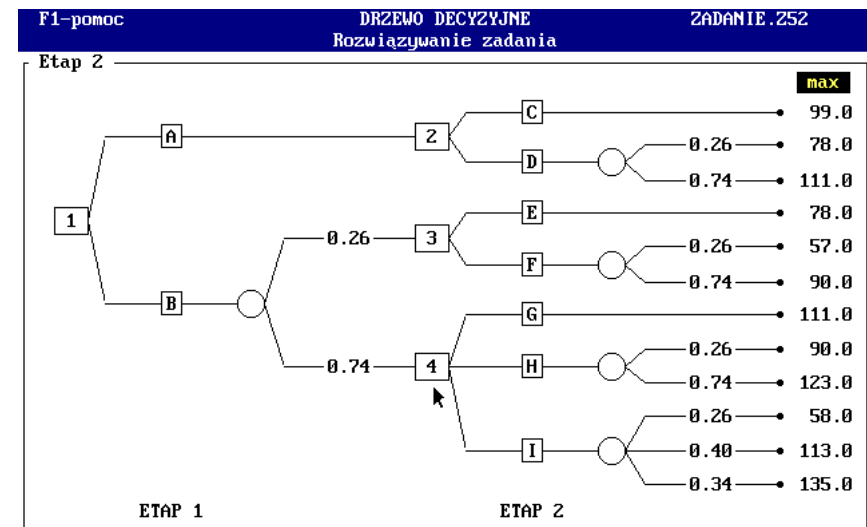 F1-pomoc DRZEWO DECYZYJNE ZADANIE.Z52
Rozwiązywanie zadania
Etap 2
max
C 99.0
A 2 0.26 78.0
D
0.74 111.0
1 E 78.0
0.26 3 0.26 57.0
F
0.74 90.0
B G 111.0
0.26 90.0
0.74 4 H
0.74 123.0
0.26 58.0
I 0.40 113.0
0.34 135.0
ETAP 1 ETAP 2